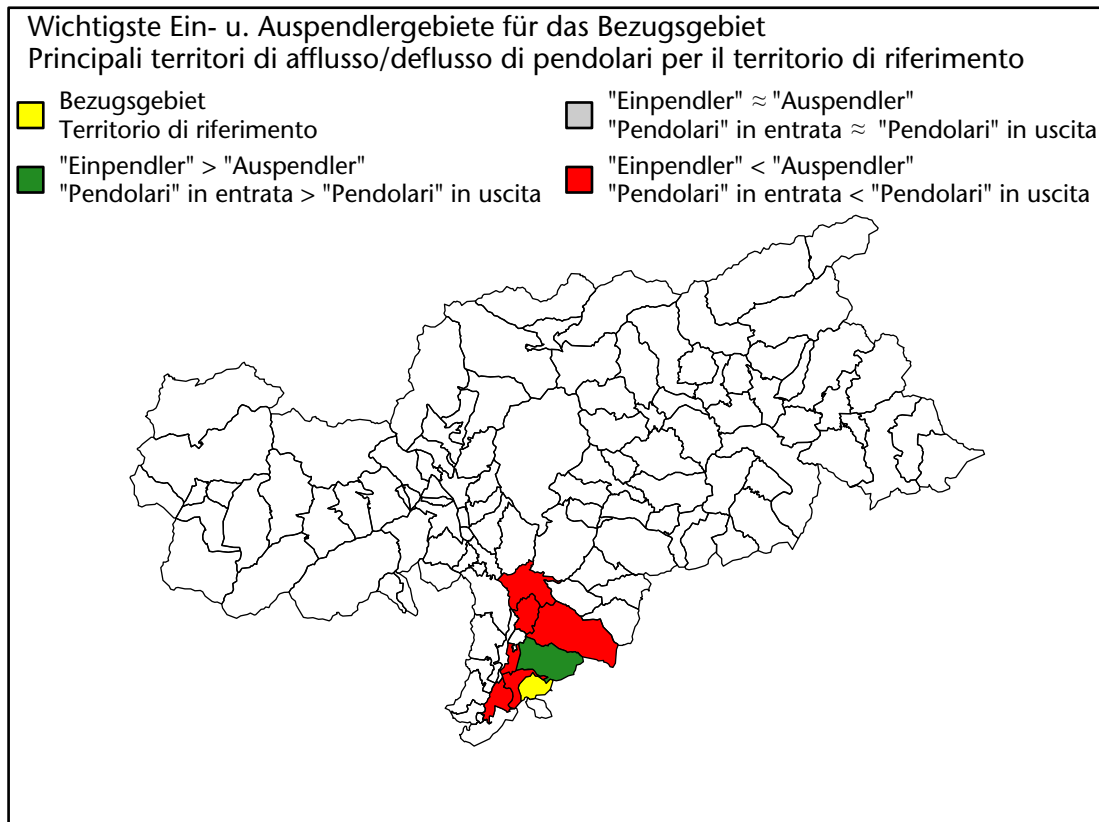 Wichtigste Ein- u. Auspendlergebiete für das Bezugsgebiet
Principali territori di afflusso/deflusso di pendolari per il territorio di riferimento
Bezugsgebiet
Territorio di riferimento
"Einpendler" > "Auspendler"
"Pendolari" in entrata > "Pendolari" in uscita
"Einpendler" ≈ "Auspendler"
"Pendolari" in entrata ≈ "Pendolari" in uscita
"Einpendler" < "Auspendler"
"Pendolari" in entrata < "Pendolari" in uscita